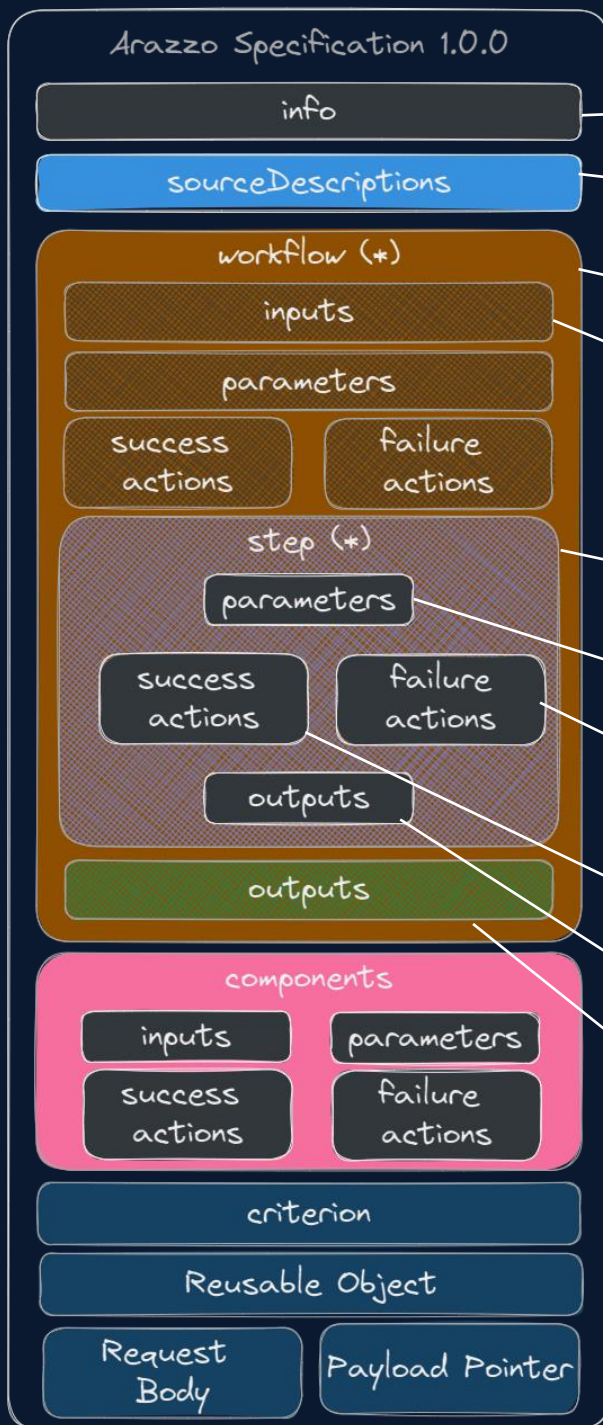 Arazzo Specification 1.0.0
info
sourceDescriptions
workflow (*)
inputs
parameters
success
actions
failure
actions
step (*)
parameters
success
actions
failure
actions
outputs
outputs
components
inputs
parameters
success
actions
failure
actions
criterion
Reusable Object
Request
Body
Payload Pointer